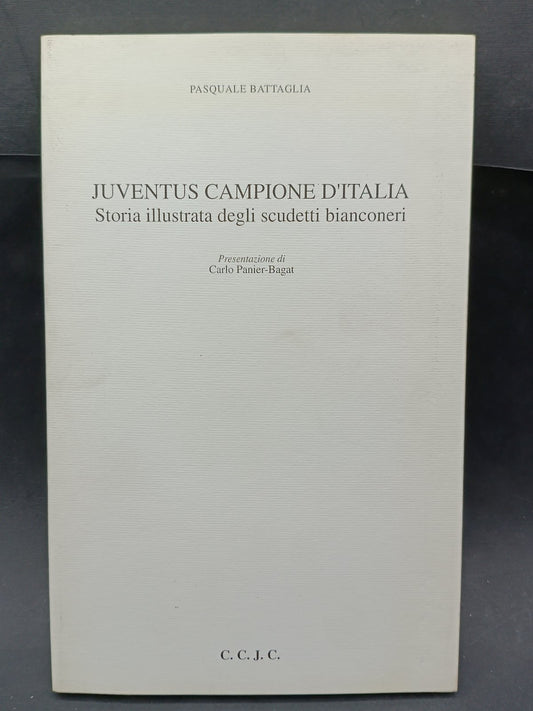 PASQUALE BATTAGLIA
JUVENTUS CAMPIONE D'ITALIA
Storia illustrata degli scudetti bianconeri
Presentazione di
Carlo Panier-Bagat
C. C. J. C.